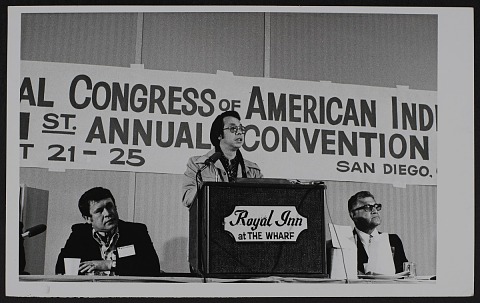 AL CONGRESS OF AMERICAN IND
ST. ANNUAL CONVENTION
T 21-25 SAN DIEGO,
Royal Inn
at THE WHARF